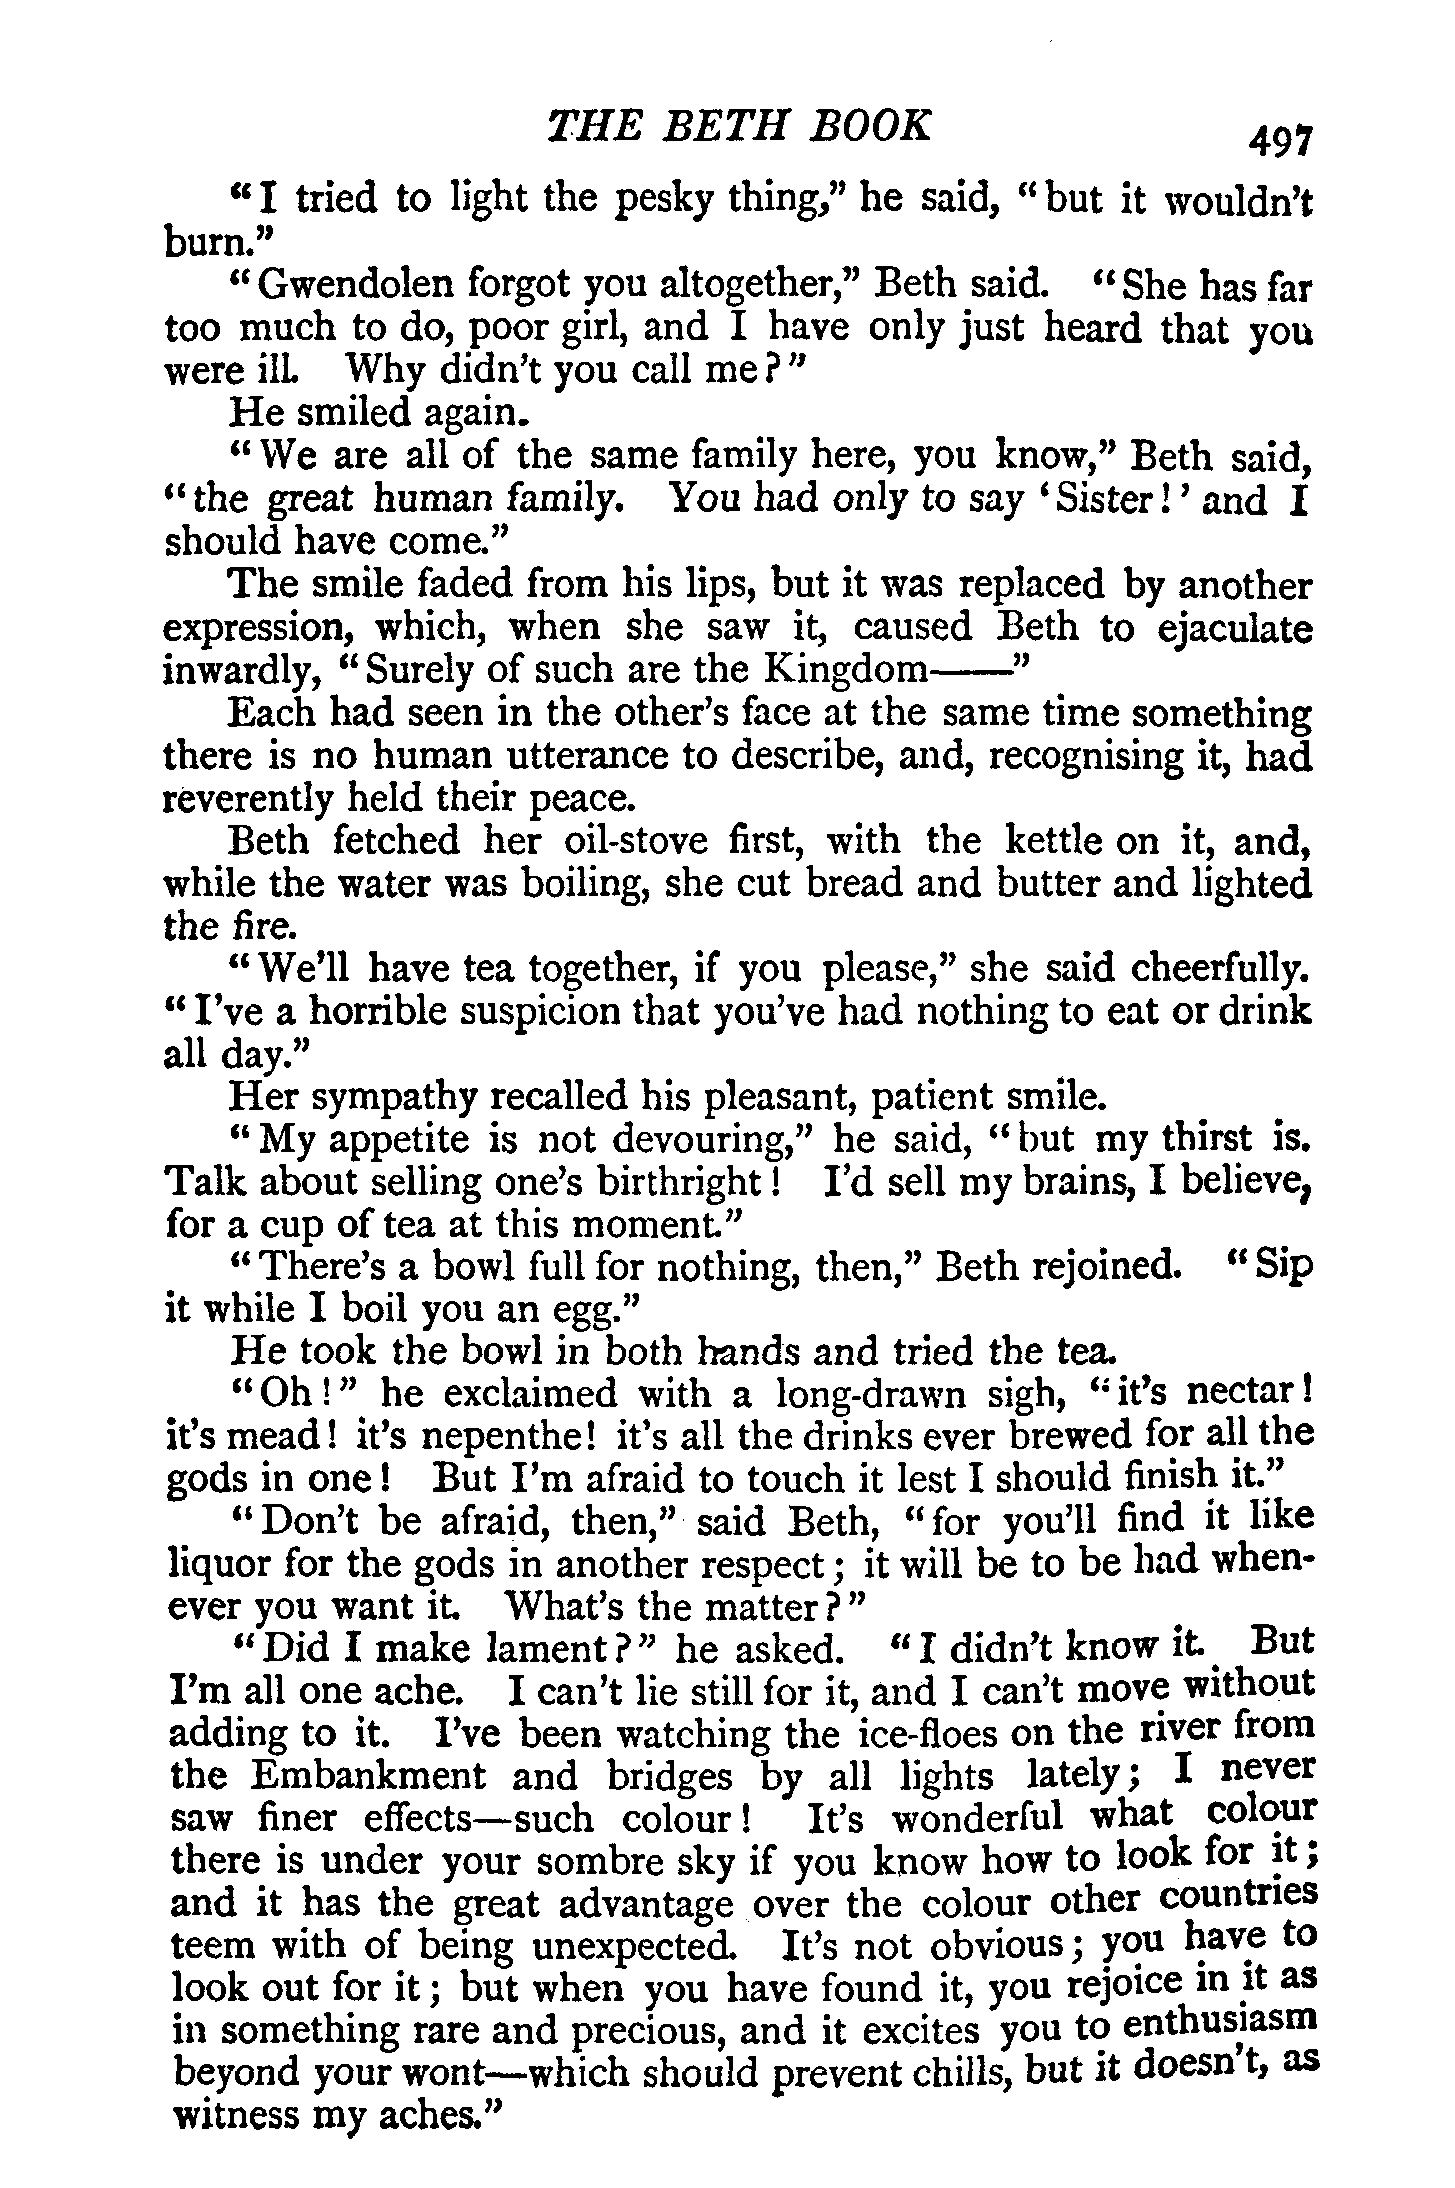 THE BETH BOOK
497
"I tried to light the pesky thing," he said, "but it wouldn't
burn."
"Gwendolen forgot you altogether," Beth said. "She has far
too much to do, poor girl, and I have only just heard that you
were ill. Why didn't you call me?"
He smiled again.
"We are all of the same family here, you know," Beth said,
"the great human family. You had only to say 'Sister!' and I
should have come."
The smile faded from his lips, but it was replaced by another
expression, which, when she saw it, caused Beth to ejaculate
inwardly, "Surely of such are the Kingdom——"
Each had seen in the other's face at the same time something
there is no human utterance to describe, and, recognising it, had
reverently held their peace.
Beth fetched her oil-stove first, with the kettle on it, and,
while the water was boiling, she cut bread and butter and lighted
the fire.
"We'll have tea together, if you please," she said cheerfully.
"I've a horrible suspicion that you've had nothing to eat or drink
all day."
Her sympathy recalled his pleasant, patient smile.
"My appetite is not devouring," he said, "but my thirst is.
Talk about selling one's birthright! I'd sell my brains, I believe,
for a cup of tea at this moment."
"There's a bowl full for nothing, then," Beth rejoined. "Sip
it while I boil you an egg."
He took the bowl in both hands and tried the tea.
"Oh!" he exclaimed with a long-drawn sigh, "it's nectar!
it's mead! it's nepenthe! it's all the drinks ever brewed for all the
gods in one! But I'm afraid to touch it lest I should finish it."
"Don't be afraid, then," said Beth, "for you'll find it like
liquor for the gods in another respect; it will be to be had when-
ever you want it. What's the matter?"
"Did I make lament?" he asked. "I didn't know it. But
I'm all one ache. I can't lie still for it, and I can't move without
adding to it. I've been watching the ice-floes on the river from
the Embankment and bridges by all lights lately; I never
saw finer effects—such colour! It's wonderful what colour
there is under your sombre sky if you know how to look for it;
and it has the great advantage over the colour other countries
teem with of being unexpected. It's not obvious; you have to
look out for it; but when you have found it, you rejoice in it as
in something rare and precious, and it excites you to enthusiasm
beyond your wont—which should prevent chills, but it doesn't, as
witness my aches."